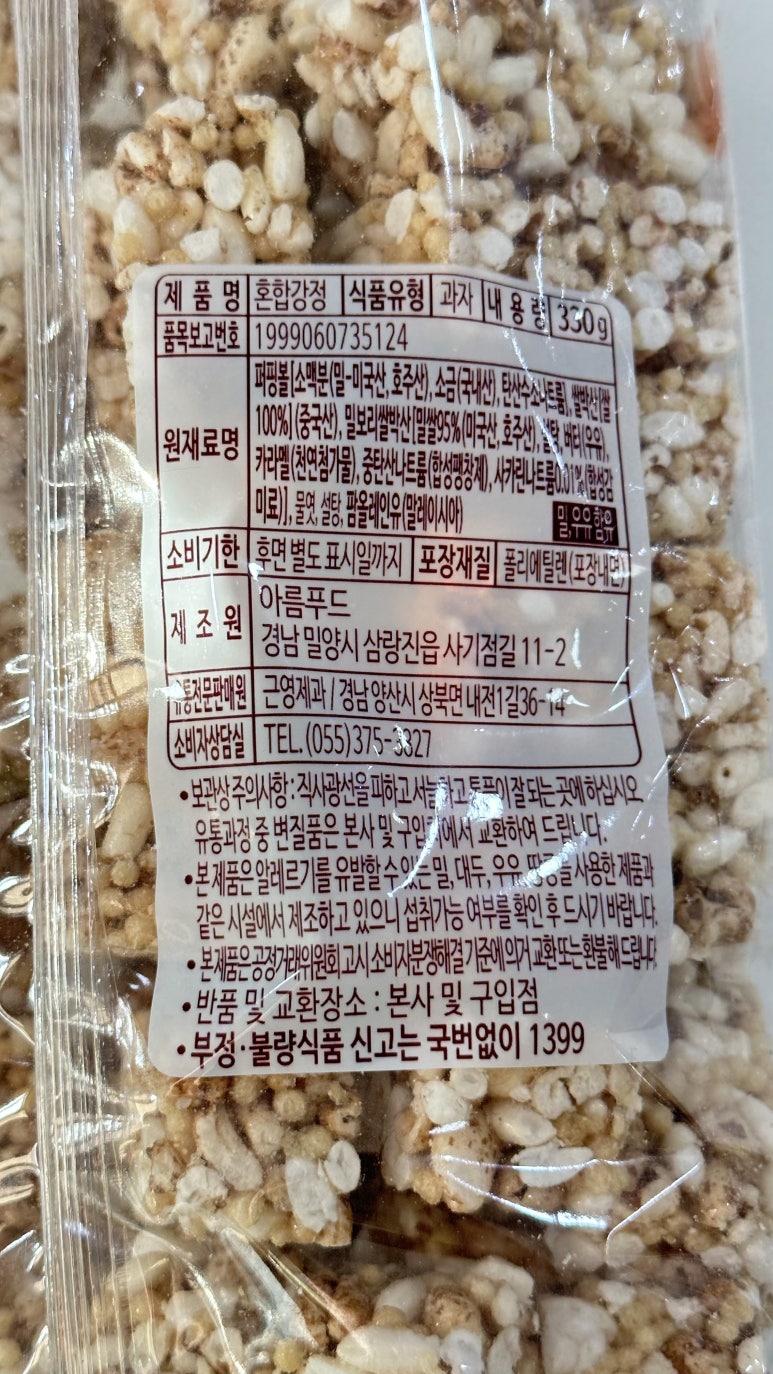 제 품 명 혼합강정 식품유형 과자 내 용 량 330g
품목보고번호 1999060735124
원재료명
퍼핑볼[소맥분(밀-미국산, 호주산), 소금(국내산), 탄산수소나트륨], 쌀박산[쌀
100%](중국산), 밀보리쌀박산[밀쌀95%(미국산, 호주산), 설탕, 버터(우유),
카라멜(천연첨가물), 중탄산나트륨(합성팽창제), 사카린나트륨0.01%(합성감
미료)], 물엿, 설탕, 팜올레인유(말레이시아)
밀,우유 함유
소비기한 후면 별도 표시일까지 포장재질 폴리에틸렌(포장내면)
제 조 원 아름푸드
경남 밀양시 삼랑진읍 사기점길 11-2
유통전문판매원 근영제과 / 경남 양산시 상북면 내전1길36-14
소비자상담실 TEL. (055)375-3327
•보관상 주의사항 : 직사광선을 피하고 서늘하고 통풍이 잘 되는 곳에 하십시오.
유통과정 중 변질품은 본사 및 구입처에서 교환하여 드립니다.
•본 제품은 알레르기를 유발할 수 있는 밀, 대두, 우유, 땅콩을 사용한 제품과
같은 시설에서 제조하고 있으니 섭취가능 여부를 확인 후 드시기 바랍니다.
•본 제품은 공정거래위원회 고시 소비자분쟁해결 기준에 의거 교환 또는 환불해 드립니다.
•반품 및 교환장소 : 본사 및 구입점
•부정·불량식품 신고는 국번없이 1399